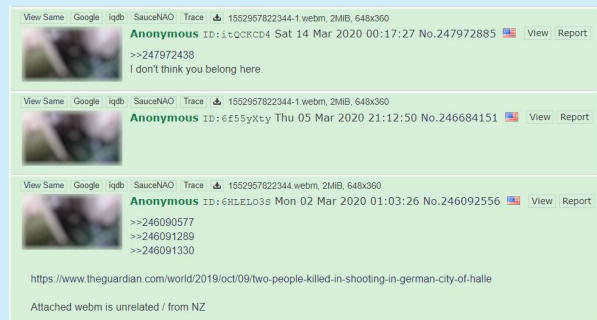 View Same Google iqdb SauceNAO Trace 1552957822344-1.webm, 2MiB, 648x360
Anonymous ID:itQCKCD4 Sat 14 Mar 2020 00:17:27 No.247972885 View Report
>>247972438
I don't think you belong here.
View Same Google iqdb SauceNAO Trace 1552957822344-1.webm, 2MiB, 648x360
Anonymous ID:6f55yXty Thu 05 Mar 2020 21:12:50 No.246684151 View Report
View Same Google iqdb SauceNAO Trace 1552957822344.webm, 2MiB, 648x360
Anonymous ID:6HLELO3S Mon 02 Mar 2020 01:03:26 No.246092556 View Report
>>246090577
>>246091289
>>246091330
https://www.theguardian.com/world/2019/oct/09/two-people-killed-in-shooting-in-german-city-of-halle
Attached webm is unrelated / from NZ